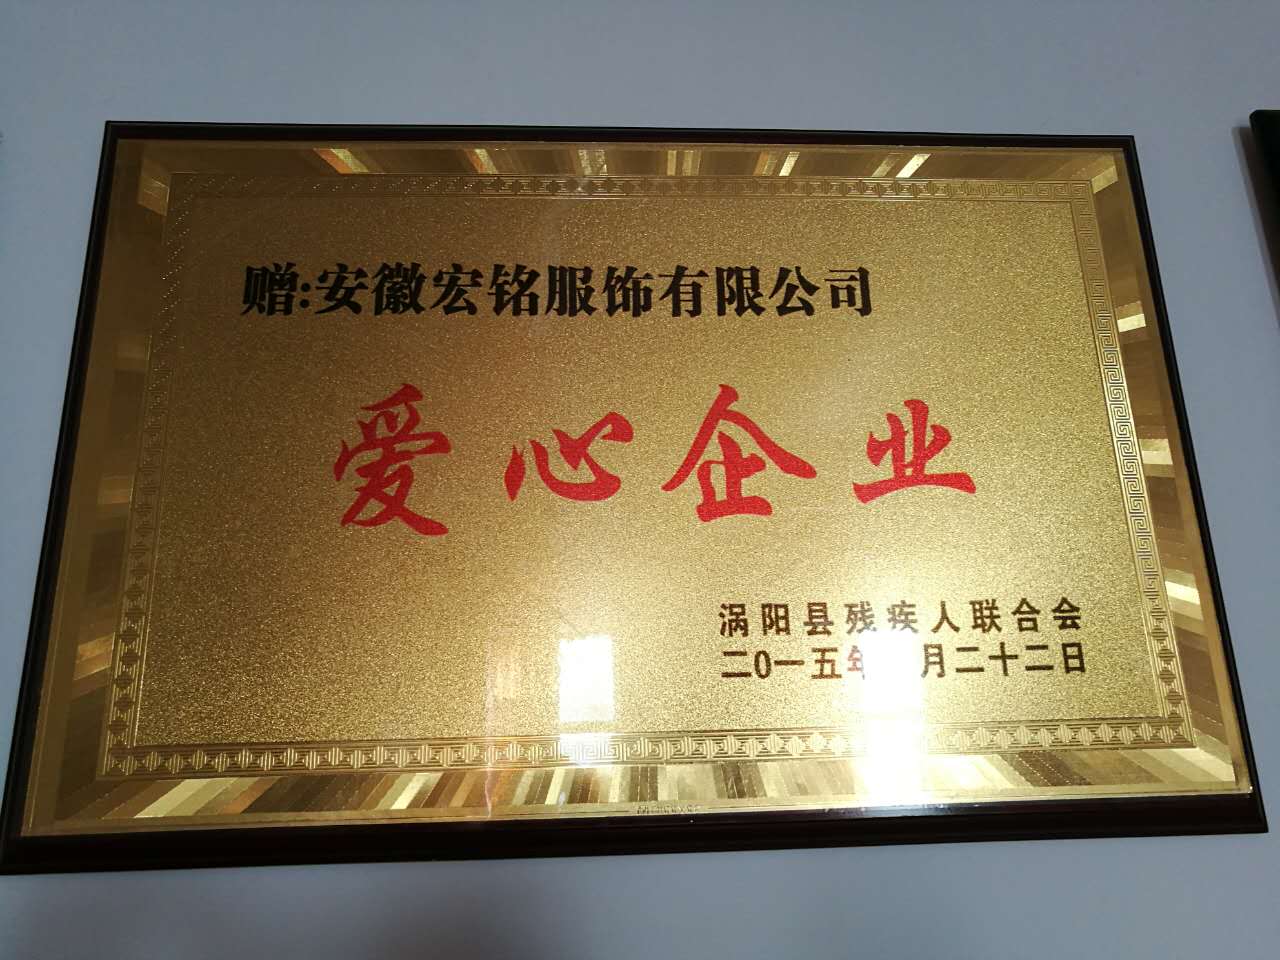 赠:安徽宏铭服饰有限公司
爱心企业
涡阳县残疾人联合会
二0一五年 月二十二日